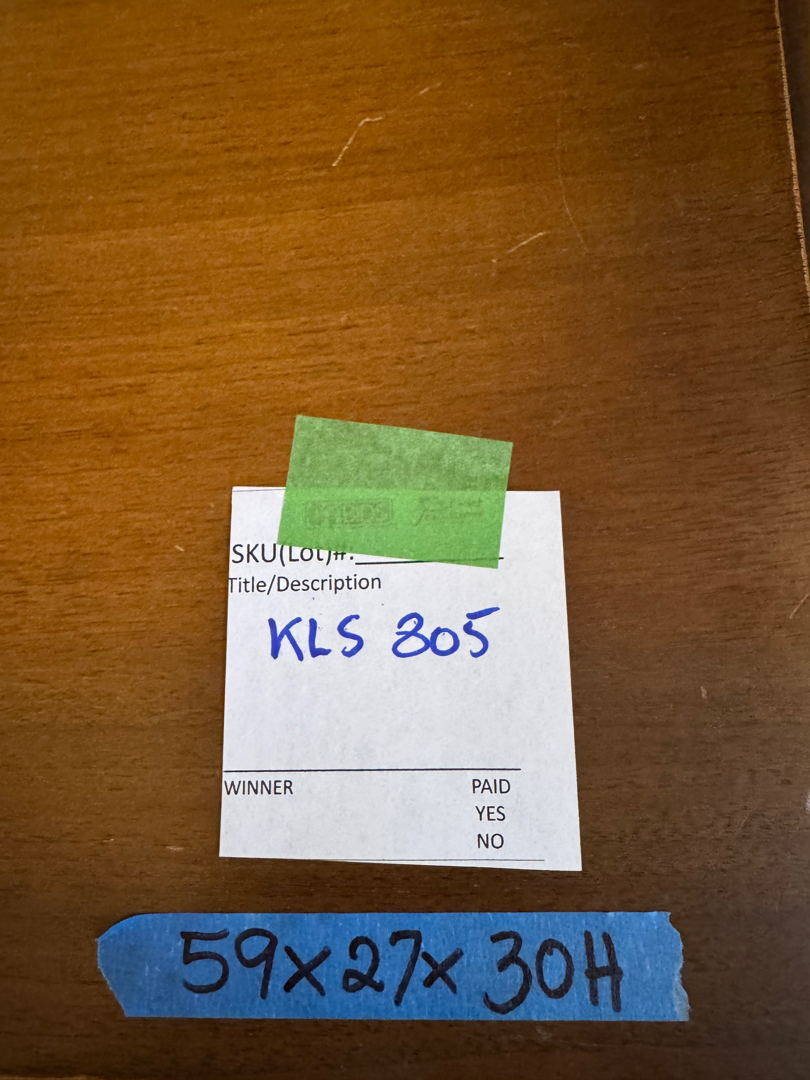 SKU(Lot)#:
Title/Description
KLS 805
WINNER PAID
YES
NO
59x27x30H